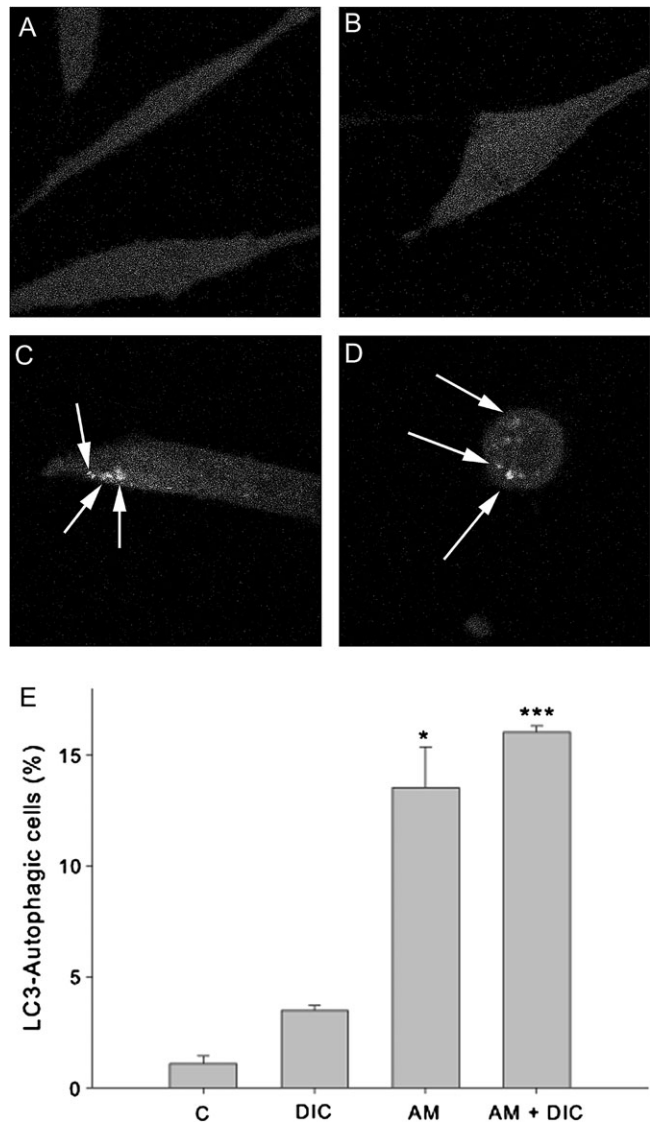 A
B
C
D
E
LC3-Autophagic cells (%)
15
10
5
0
*
***
C DIC AM AM + DIC